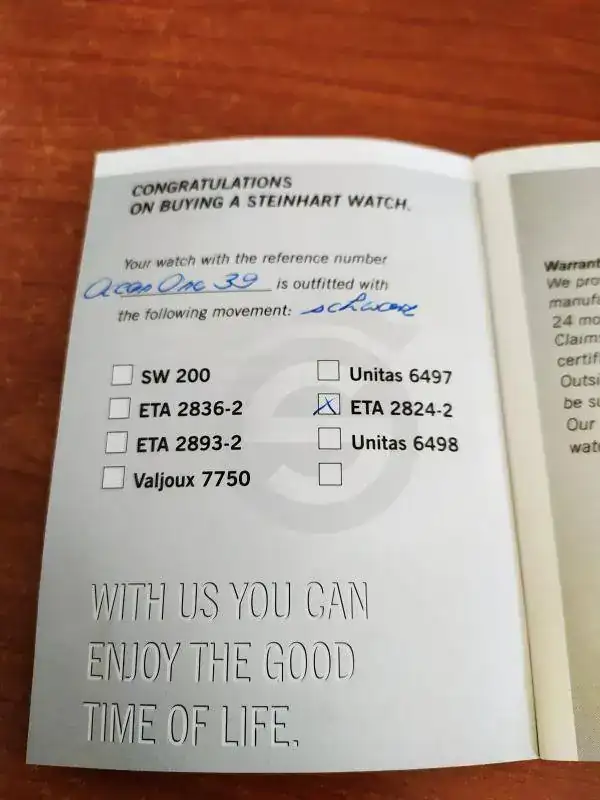 CONGRATULATIONS
ON BUYING A STEINHART WATCH.
Your watch with the reference number
Ocean One 39 is outfitted with
the following movement: schwarz
SW 200
ETA 2836-2
ETA 2893-2
Valjoux 7750
Unitas 6497
X ETA 2824-2
Unitas 6498
WITH US YOU CAN
ENJOY THE GOOD
TIME OF LIFE.
Warrant
We pro
manufa
24 mo
Claims
certifi
Outsi
be su
Our
wat